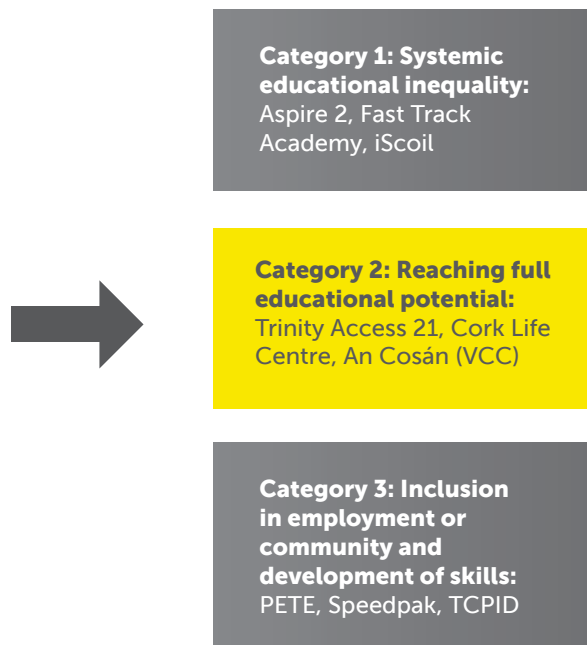 Category 1: Systemic
educational inequality:
Aspire 2, Fast Track
Academy, iScoil
Category 2: Reaching full
educational potential:
Trinity Access 21, Cork Life
Centre, An Cosán (VCC)
Category 3: Inclusion
in employment or
community and
development of skills:
PETE, Speedpak, TCPID